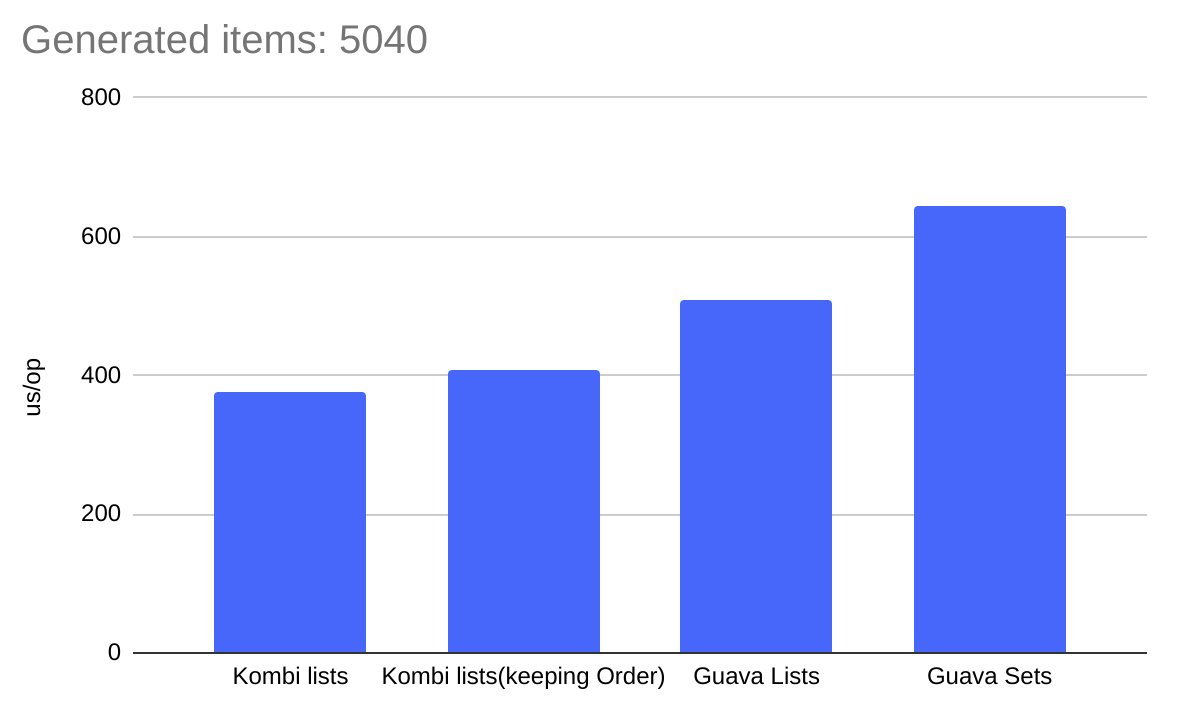 Generated items: 5040
800
600
400
200
0
us/op
Kombi lists
Kombi lists(keeping Order)
Guava Lists
Guava Sets